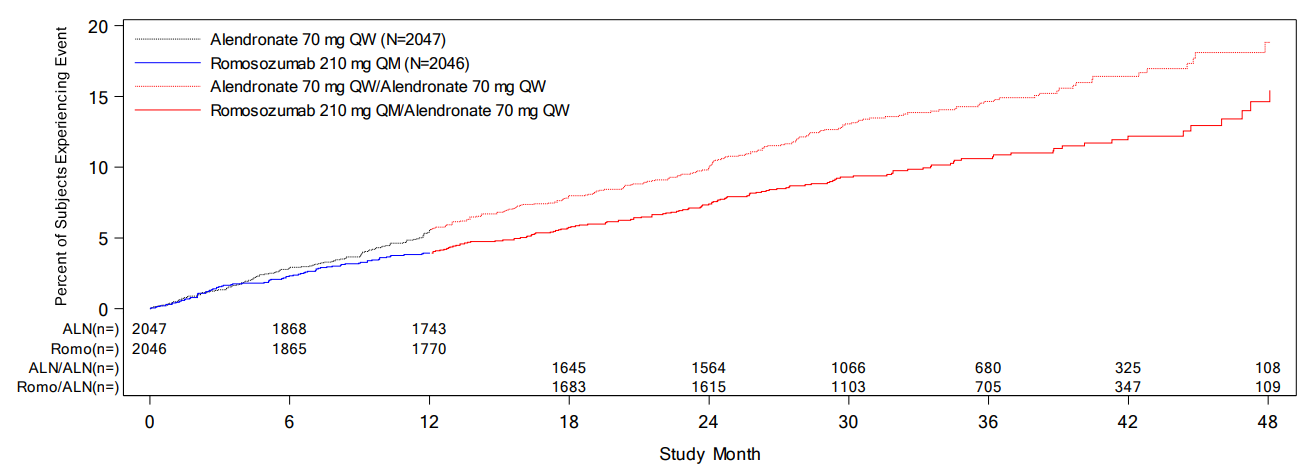 Percent of Subjects Experiencing Event
20
15
10
5
0
Alendronate 70 mg QW (N=2047)
Romosozumab 210 mg QM (N=2046)
Alendronate 70 mg QW/Alendronate 70 mg QW
Romosozumab 210 mg QM/Alendronate 70 mg QW
ALN(n=) 2047 1868 1743
Romo(n=) 2046 1865 1770
ALN/ALN(n=) 1645 1564 1066 680 325 108
Romo/ALN(n=) 1683 1615 1103 705 347 109
0 6 12 18 24 30 36 42 48
Study Month